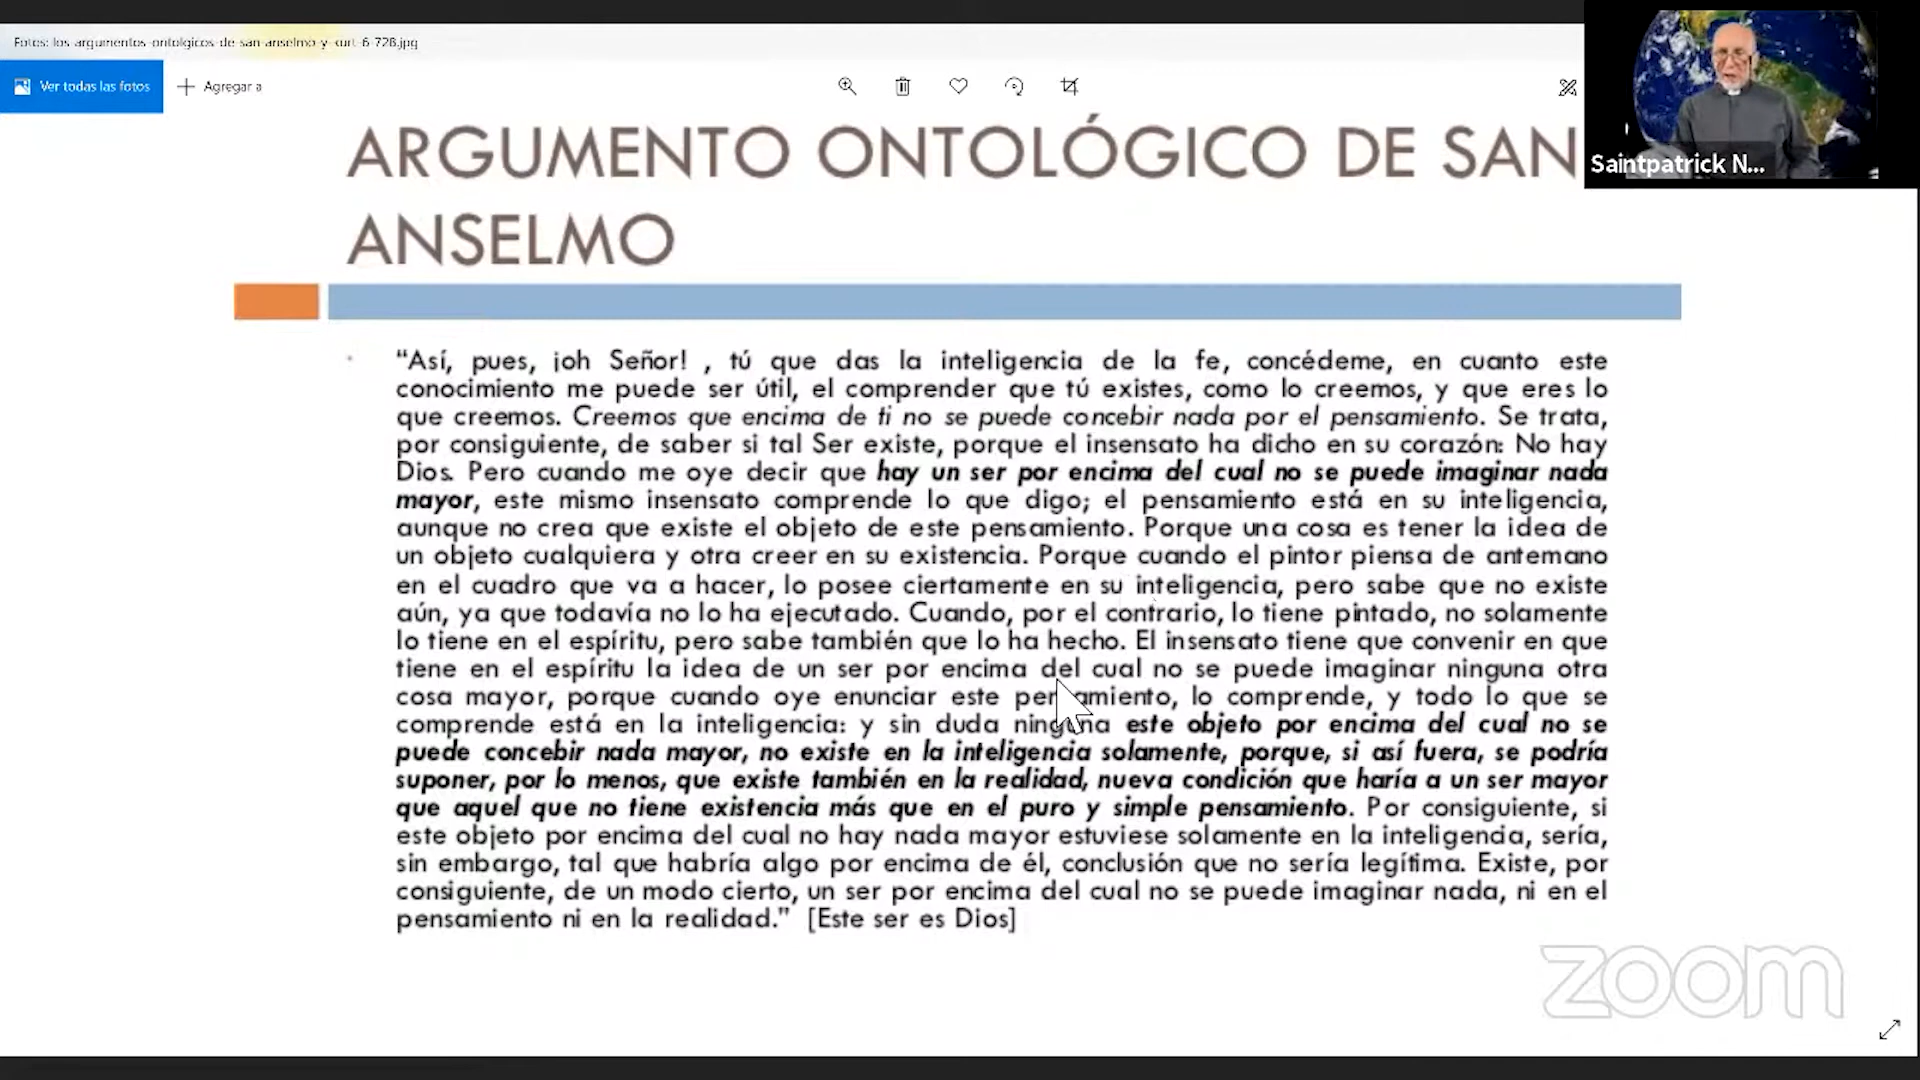 Fotos: los-argumentos-ontolgicos-de-san-anselmo-y-kurt-6-728.jpg
Ver todas las fotos
Agregar a
Saintpatrick N...
ARGUMENTO ONTOLÓGICO DE SAN
ANSELMO
“Así, pues, ¡oh Señor! , tú que das la inteligencia de la fe, concédeme, en cuanto este
conocimiento me puede ser útil, el comprender que tú existes, como lo creemos, y que eres lo
que creemos. Creemos que encima de ti no se puede concebir nada por el pensamiento. Se trata,
por consiguiente, de saber si tal Ser existe, porque el insensato ha dicho en su corazón: No hay
Dios. Pero cuando me oye decir que hay un ser por encima del cual no se puede imaginar nada
mayor, este mismo insensato comprende lo que digo; el pensamiento está en su inteligencia,
aunque no crea que existe el objeto de este pensamiento. Porque una cosa es tener la idea de
un objeto cualquiera y otra creer en su existencia. Porque cuando el pintor piensa de antemano
en el cuadro que va a hacer, lo posee ciertamente en su inteligencia, pero sabe que no existe
aún, ya que todavía no lo ha ejecutado. Cuando, por el contrario, lo tiene pintado, no solamente
lo tiene en el espíritu, pero sabe también que lo ha hecho. El insensato tiene que convenir en que
tiene en el espíritu la idea de un ser por encima del cual no se puede imaginar ninguna otra
cosa mayor, porque cuando oye enunciar este pensamiento, lo comprende, y todo lo que se
comprende está en la inteligencia: y sin duda ninguna este objeto por encima del cual no se
puede concebir nada mayor, no existe en la inteligencia solamente, porque, si así fuera, se podría
suponer, por lo menos, que existe también en la realidad, nueva condición que haría a un ser mayor
que aquel que no tiene existencia más que en el puro y simple pensamiento. Por consiguiente, si
este objeto por encima del cual no hay nada mayor estuviese solamente en la inteligencia, sería,
sin embargo, tal que habría algo por encima de él, conclusión que no sería legítima. Existe, por
consiguiente, de un modo cierto, un ser por encima del cual no se puede imaginar nada, ni en el
pensamiento ni en la realidad.” [Este ser es Dios]
zoom